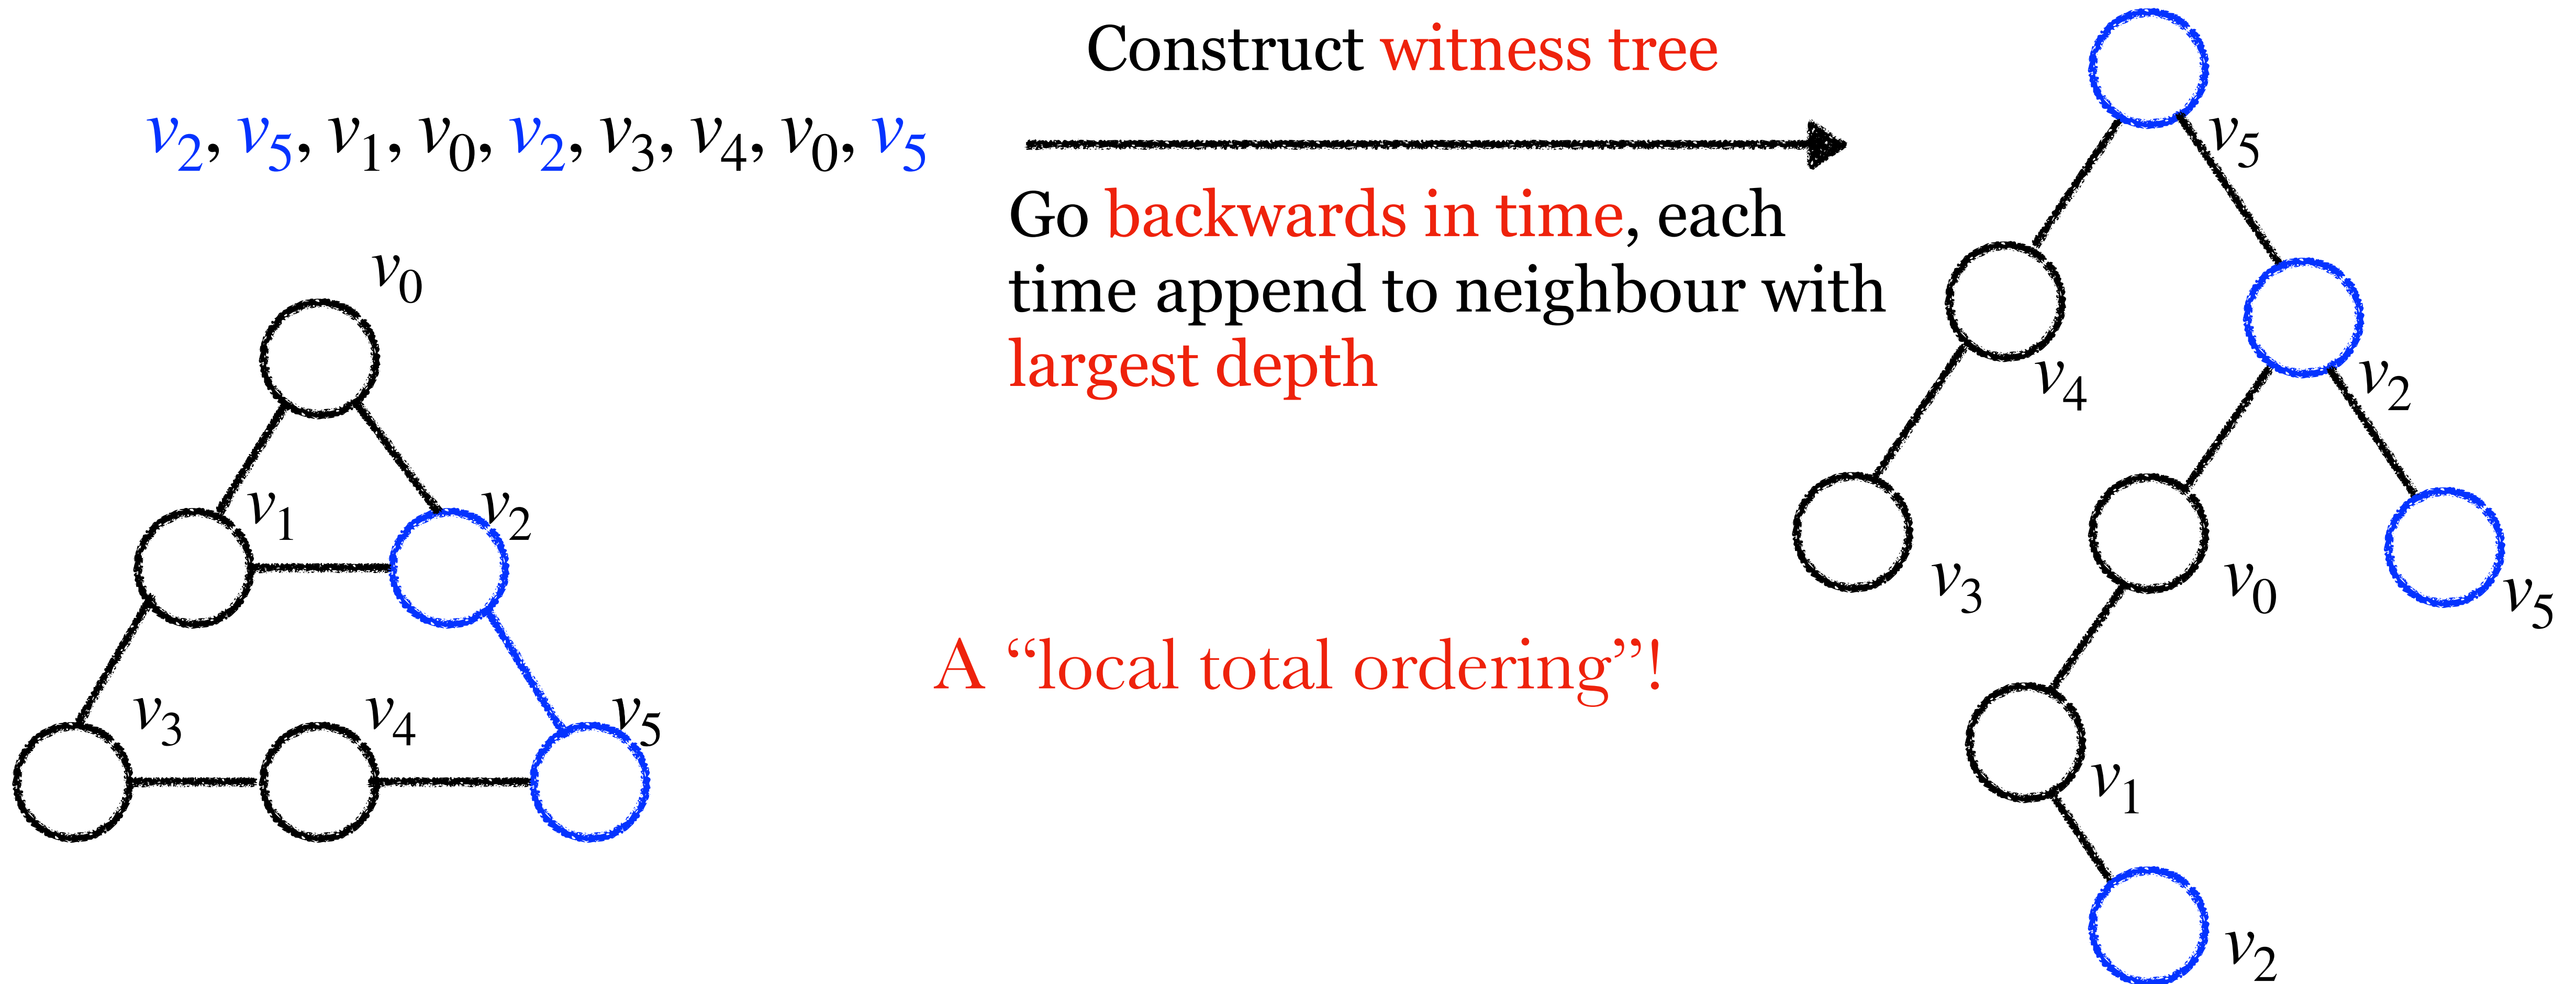 Construct witness tree
v₂, v₅, v₁, v₀, v₂, v₃, v₄, v₀, v₅
Go backwards in time, each
time append to neighbour with
largest depth
v₀
v₁
v₂
v₃
v₄
v₅
A “local total ordering”!
v₅
v₄
v₂
v₃
v₀
v₅
v₁
v₂